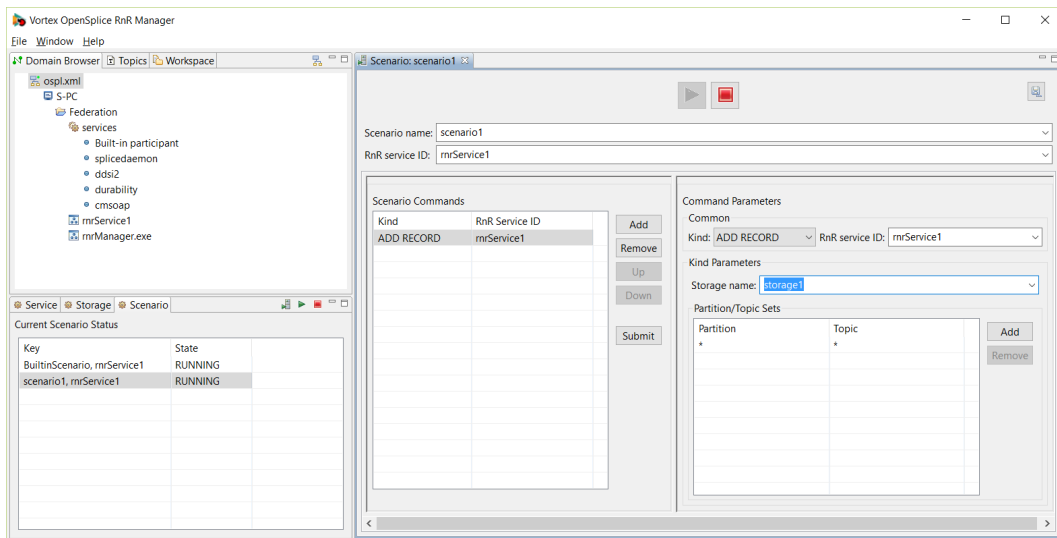 Vortex OpenSplice RnR Manager
File Window Help
Domain Browser Topics Workspace
ospl.xml
S-PC
Federation
services
Built-in participant
splicedaemon
ddsi2
durability
cmsoap
rnrService1
rnrManager.exe
Service Storage Scenario
Current Scenario Status
Key State
BuiltinScenario, rnrService1 RUNNING
scenario1, rnrService1 RUNNING
Scenario: scenario1
Scenario name: scenario1
RnR service ID: rnrService1
Scenario Commands
Kind RnR Service ID
ADD RECORD rnrService1
Add
Remove
Up
Down
Submit
Command Parameters
Common
Kind: ADD RECORD RnR service ID: rnrService1
Kind Parameters
Storage name: storage1
Partition/Topic Sets
Partition Topic
* *
Add
Remove